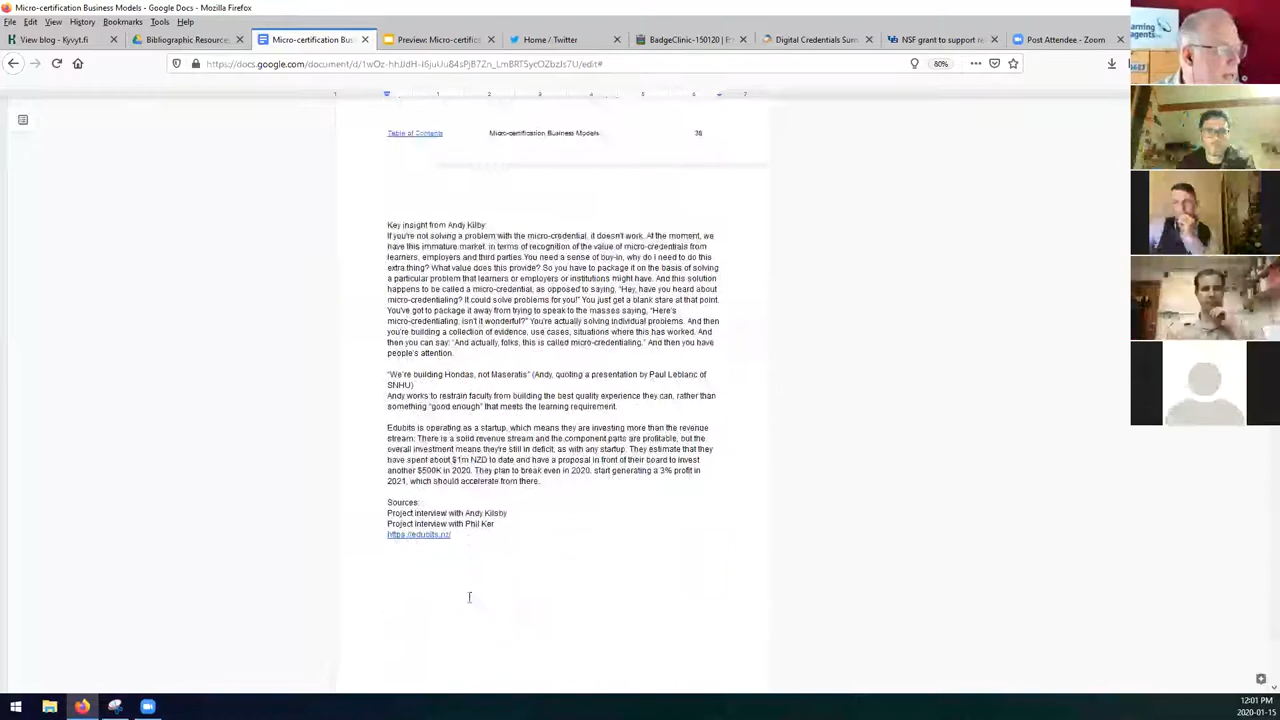 Micro-certification Business Models - Google Docs - Mozilla Firefox
File Edit View History Bookmarks Tools Help
View blog - Kyvyt.fi
Bibliographic Resources
Micro-certification Busi
Preview: Micro-certificat
Home / Twitter
BadgeClinic-150120 | E
Digital Credentials Sum
NSF grant to support re
Post Attendee - Zoom
80%
1 1 2 3 4 5 6 7
Table of Contents Micro-certification Business Models 38
Key insight from Andy Kilby
If you're not solving a problem with the micro-credential, it doesn't work. At the moment, we
have this immature market, in terms of recognition of the value of micro-credentials from
learners, employers and third parties.You need a sense of buy-in, why do I need to do this
extra thing? What value does this provide? So you have to package it on the basis of solving
a particular problem that learners or employers or institutions might have. And this solution
happens to be called a micro-credential, as opposed to saying, "Hey, have you heard about
micro-credentialing? It could solve problems for you!" You just get a blank stare at that point.
You've got to package it away from trying to speak to the masses saying, "Here's
micro-credentialing, isn't it wonderful?" You're actually solving individual problems. And then
you're building a collection of evidence, use cases, situations where this has worked. And
then you can say: "And actually, folks, this is called micro-credentialing." And then you have
people's attention.
"We're building Hondas, not Maseratis" (Andy, quoting a presentation by Paul Leblanc of
SNHU)
Andy works to restrain faculty from building the best quality experience they can, rather than
something "good enough" that meets the learning requirement.
Edubits is operating as a startup, which means they are investing more than the revenue
stream. There is a solid revenue stream and the component parts are profitable, but the
overall investment means they're still in deficit, as with any startup. They estimate that they
have spent about $1m NZD to date and have a proposal in front of their board to invest
another $500K in 2020. They plan to break even in 2020, start generating a 3% profit in
2021, which should accelerate from there.
Sources:
Project interview with Andy Kilsby
Project interview with Phil Ker
https://edubits.nz/
12:01 PM
2020-01-15